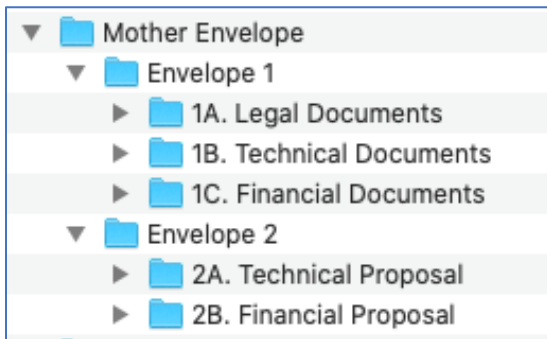 Mother Envelope
Envelope 1
1A. Legal Documents
1B. Technical Documents
1C. Financial Documents
Envelope 2
2A. Technical Proposal
2B. Financial Proposal